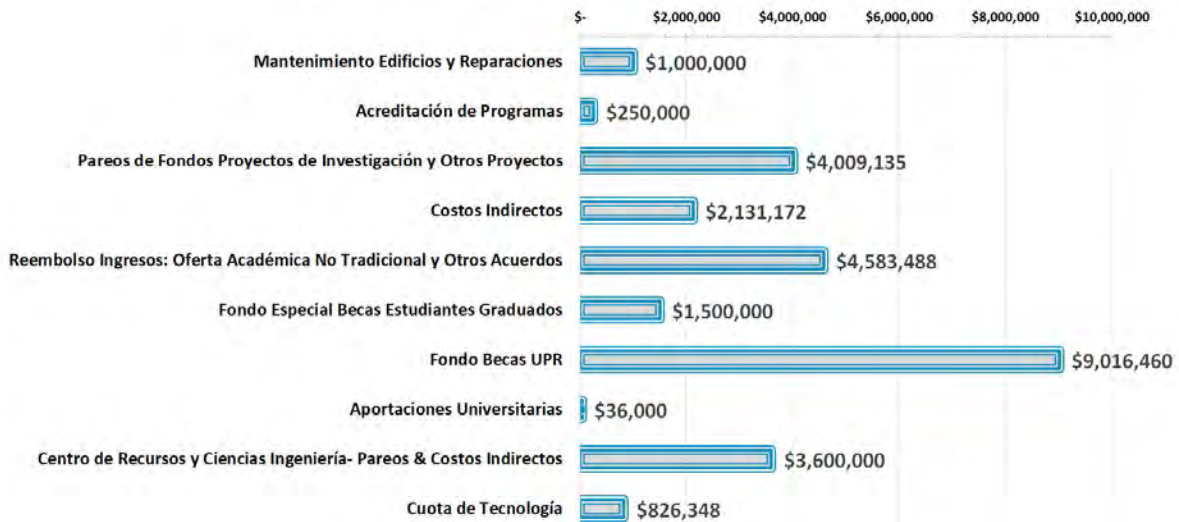 $- $2,000,000 $4,000,000 $6,000,000 $8,000,000 $10,000,000
Mantenimiento Edificios y Reparaciones $1,000,000
Acreditación de Programas $250,000
Pareos de Fondos Proyectos de Investigación y Otros Proyectos $4,009,135
Costos Indirectos $2,131,172
Reembolso Ingresos: Oferta Académica No Tradicional y Otros Acuerdos $4,583,488
Fondo Especial Becas Estudiantes Graduados $1,500,000
Fondo Becas UPR $9,016,460
Aportaciones Universitarias $36,000
Centro de Recursos y Ciencias Ingeniería- Pareos & Costos Indirectos $3,600,000
Cuota de Tecnología $826,348